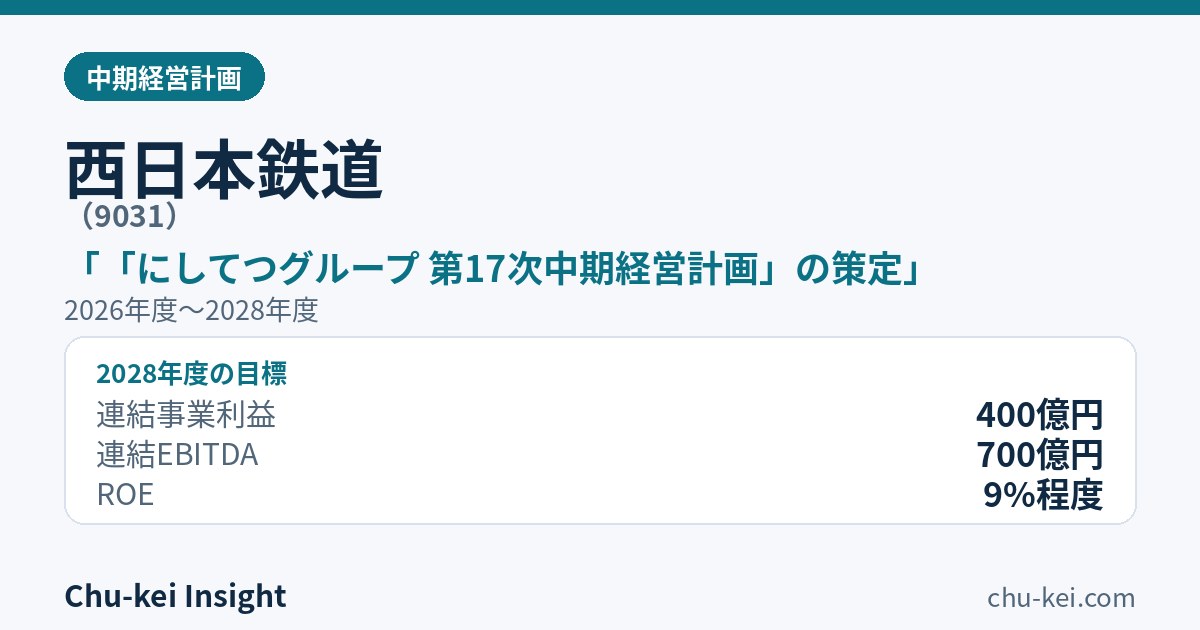 中期経営計画
西日本鉄道
（9031）
「「にしてつグループ 第17次中期経営計画」の策定」
2026年度～2028年度
2028年度の目標
連結事業利益 400億円
連結EBITDA 700億円
ROE 9%程度
Chu-kei Insight chu-kei.com